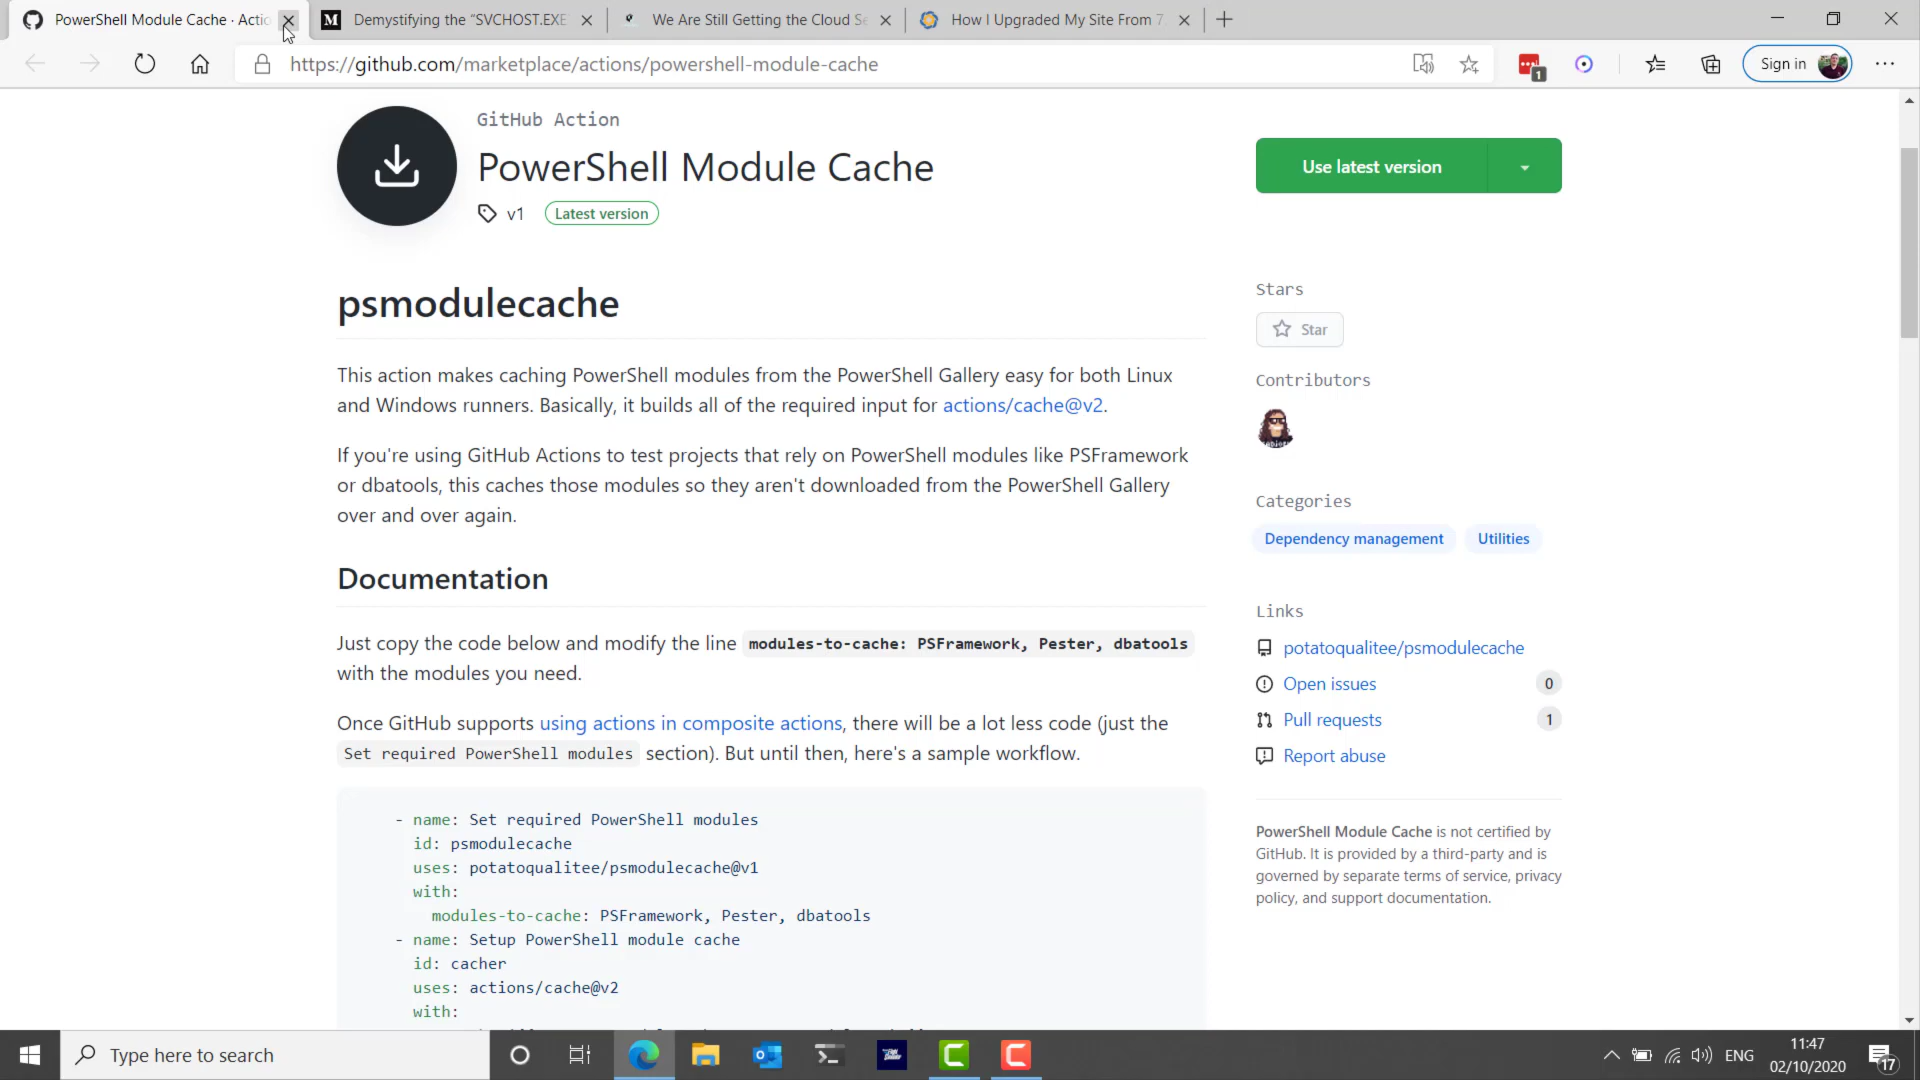 PowerShell Module Cache · Actio
M Demystifying the “SVCHOST.EXE
We Are Still Getting the Cloud Se
How I Upgraded My Site From 7
https://github.com/marketplace/actions/powershell-module-cache
1
Sign in
GitHub Action
PowerShell Module Cache
v1 Latest version
Use latest version
psmodulecache
This action makes caching PowerShell modules from the PowerShell Gallery easy for both Linux
and Windows runners. Basically, it builds all of the required input for actions/cache@v2.
If you're using GitHub Actions to test projects that rely on PowerShell modules like PSFramework
or dbatools, this caches those modules so they aren't downloaded from the PowerShell Gallery
over and over again.
Documentation
Just copy the code below and modify the line modules-to-cache: PSFramework, Pester, dbatools
with the modules you need.
Once GitHub supports using actions in composite actions, there will be a lot less code (just the
Set required PowerShell modules section). But until then, here's a sample workflow.
- name: Set required PowerShell modules
id: psmodulecache
uses: potatoqualitee/psmodulecache@v1
with:
modules-to-cache: PSFramework, Pester, dbatools
- name: Setup PowerShell module cache
id: cacher
uses: actions/cache@v2
with:
Stars
Star
Contributors
Categories
Dependency management Utilities
Links
potatoqualitee/psmodulecache
Open issues 0
Pull requests 1
Report abuse
PowerShell Module Cache is not certified by
GitHub. It is provided by a third-party and is
governed by separate terms of service, privacy
policy, and support documentation.
Type here to search
ENG
11:47
02/10/2020
17